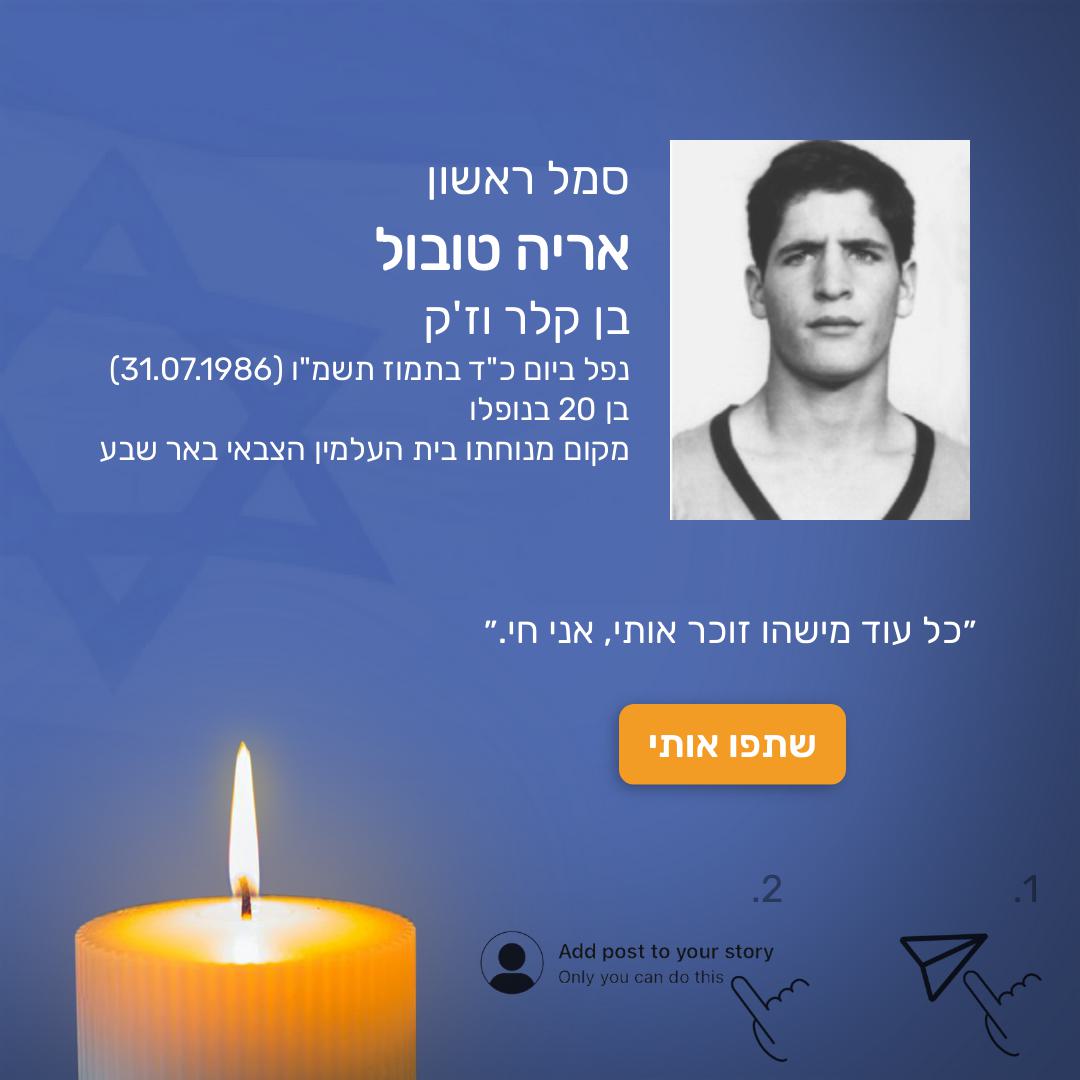 סמל ראשון
אריה טובול
בן קלר וז'ק
נפל ביום כ"ד בתמוז תשמ"ו (31.07.1986)
בן 20 בנופלו
מקום מנוחתו בית העלמין הצבאי באר שבע
״כל עוד מישהו זוכר אותי, אני חי.״
שתפו אותי
.1
.2
Add post to your story
Only you can do this